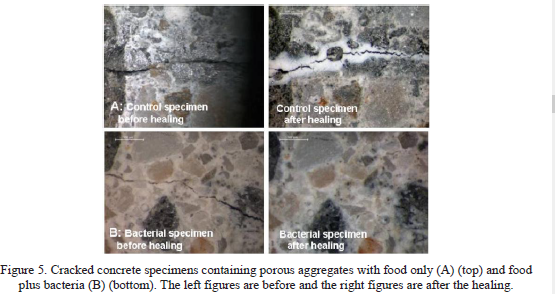 A: Control specimen
before healing
Control specimen
after healing
B: Bacterial specimen
before healing
Bacterial specimen
after healing
Figure 5. Cracked concrete specimens containing porous aggregates with food only (A) (top) and food
plus bacteria (B) (bottom). The left figures are before and the right figures are after the healing.